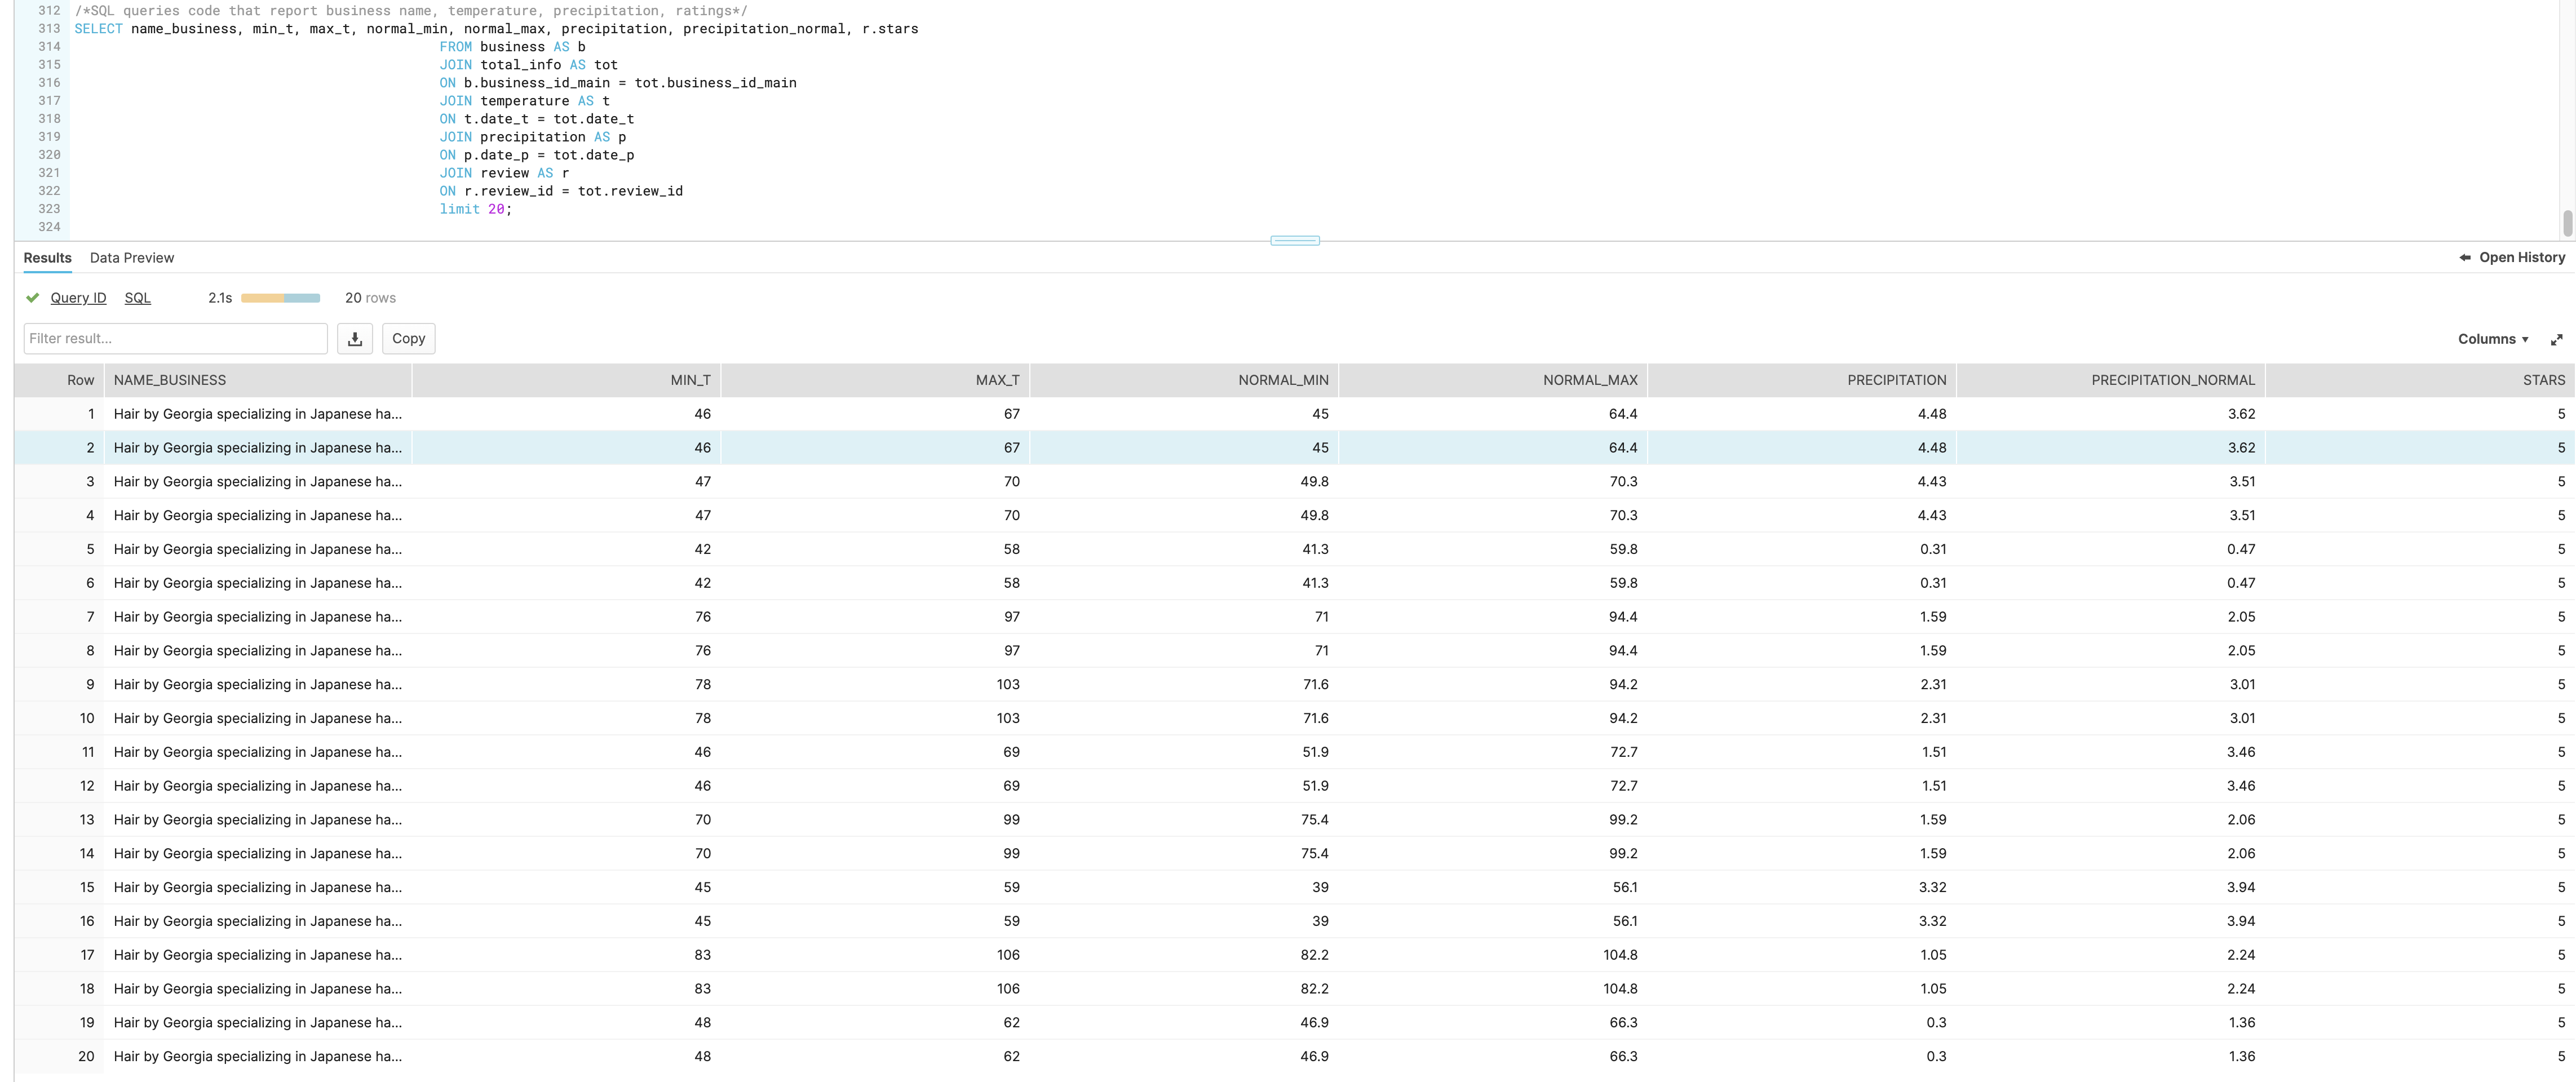 312 /*SQL queries code that report business name, temperature, precipitation, ratings*/
313 SELECT name_business, min_t, max_t, normal_min, normal_max, precipitation, precipitation_normal, r.stars
314 FROM business AS b
315 JOIN total_info AS tot
316 ON b.business_id_main = tot.business_id_main
317 JOIN temperature AS t
318 ON t.date_t = tot.date_t
319 JOIN precipitation AS p
320 ON p.date_p = tot.date_p
321 JOIN review AS r
322 ON r.review_id = tot.review_id
323 limit 20;
324
Results Data Preview Open History
Query ID SQL 2.1s 20 rows
Filter result... Copy Columns
Row NAME_BUSINESS MIN_T MAX_T NORMAL_MIN NORMAL_MAX PRECIPITATION PRECIPITATION_NORMAL STARS
1 Hair by Georgia specializing in Japanese ha... 46 67 45 64.4 4.48 3.62 5
2 Hair by Georgia specializing in Japanese ha... 46 67 45 64.4 4.48 3.62 5
3 Hair by Georgia specializing in Japanese ha... 47 70 49.8 70.3 4.43 3.51 5
4 Hair by Georgia specializing in Japanese ha... 47 70 49.8 70.3 4.43 3.51 5
5 Hair by Georgia specializing in Japanese ha... 42 58 41.3 59.8 0.31 0.47 5
6 Hair by Georgia specializing in Japanese ha... 42 58 41.3 59.8 0.31 0.47 5
7 Hair by Georgia specializing in Japanese ha... 76 97 71 94.4 1.59 2.05 5
8 Hair by Georgia specializing in Japanese ha... 76 97 71 94.4 1.59 2.05 5
9 Hair by Georgia specializing in Japanese ha... 78 103 71.6 94.2 2.31 3.01 5
10 Hair by Georgia specializing in Japanese ha... 78 103 71.6 94.2 2.31 3.01 5
11 Hair by Georgia specializing in Japanese ha... 46 69 51.9 72.7 1.51 3.46 5
12 Hair by Georgia specializing in Japanese ha... 46 69 51.9 72.7 1.51 3.46 5
13 Hair by Georgia specializing in Japanese ha... 70 99 75.4 99.2 1.59 2.06 5
14 Hair by Georgia specializing in Japanese ha... 70 99 75.4 99.2 1.59 2.06 5
15 Hair by Georgia specializing in Japanese ha... 45 59 39 56.1 3.32 3.94 5
16 Hair by Georgia specializing in Japanese ha... 45 59 39 56.1 3.32 3.94 5
17 Hair by Georgia specializing in Japanese ha... 83 106 82.2 104.8 1.05 2.24 5
18 Hair by Georgia specializing in Japanese ha... 83 106 82.2 104.8 1.05 2.24 5
19 Hair by Georgia specializing in Japanese ha... 48 62 46.9 66.3 0.3 1.36 5
20 Hair by Georgia specializing in Japanese ha... 48 62 46.9 66.3 0.3 1.36 5